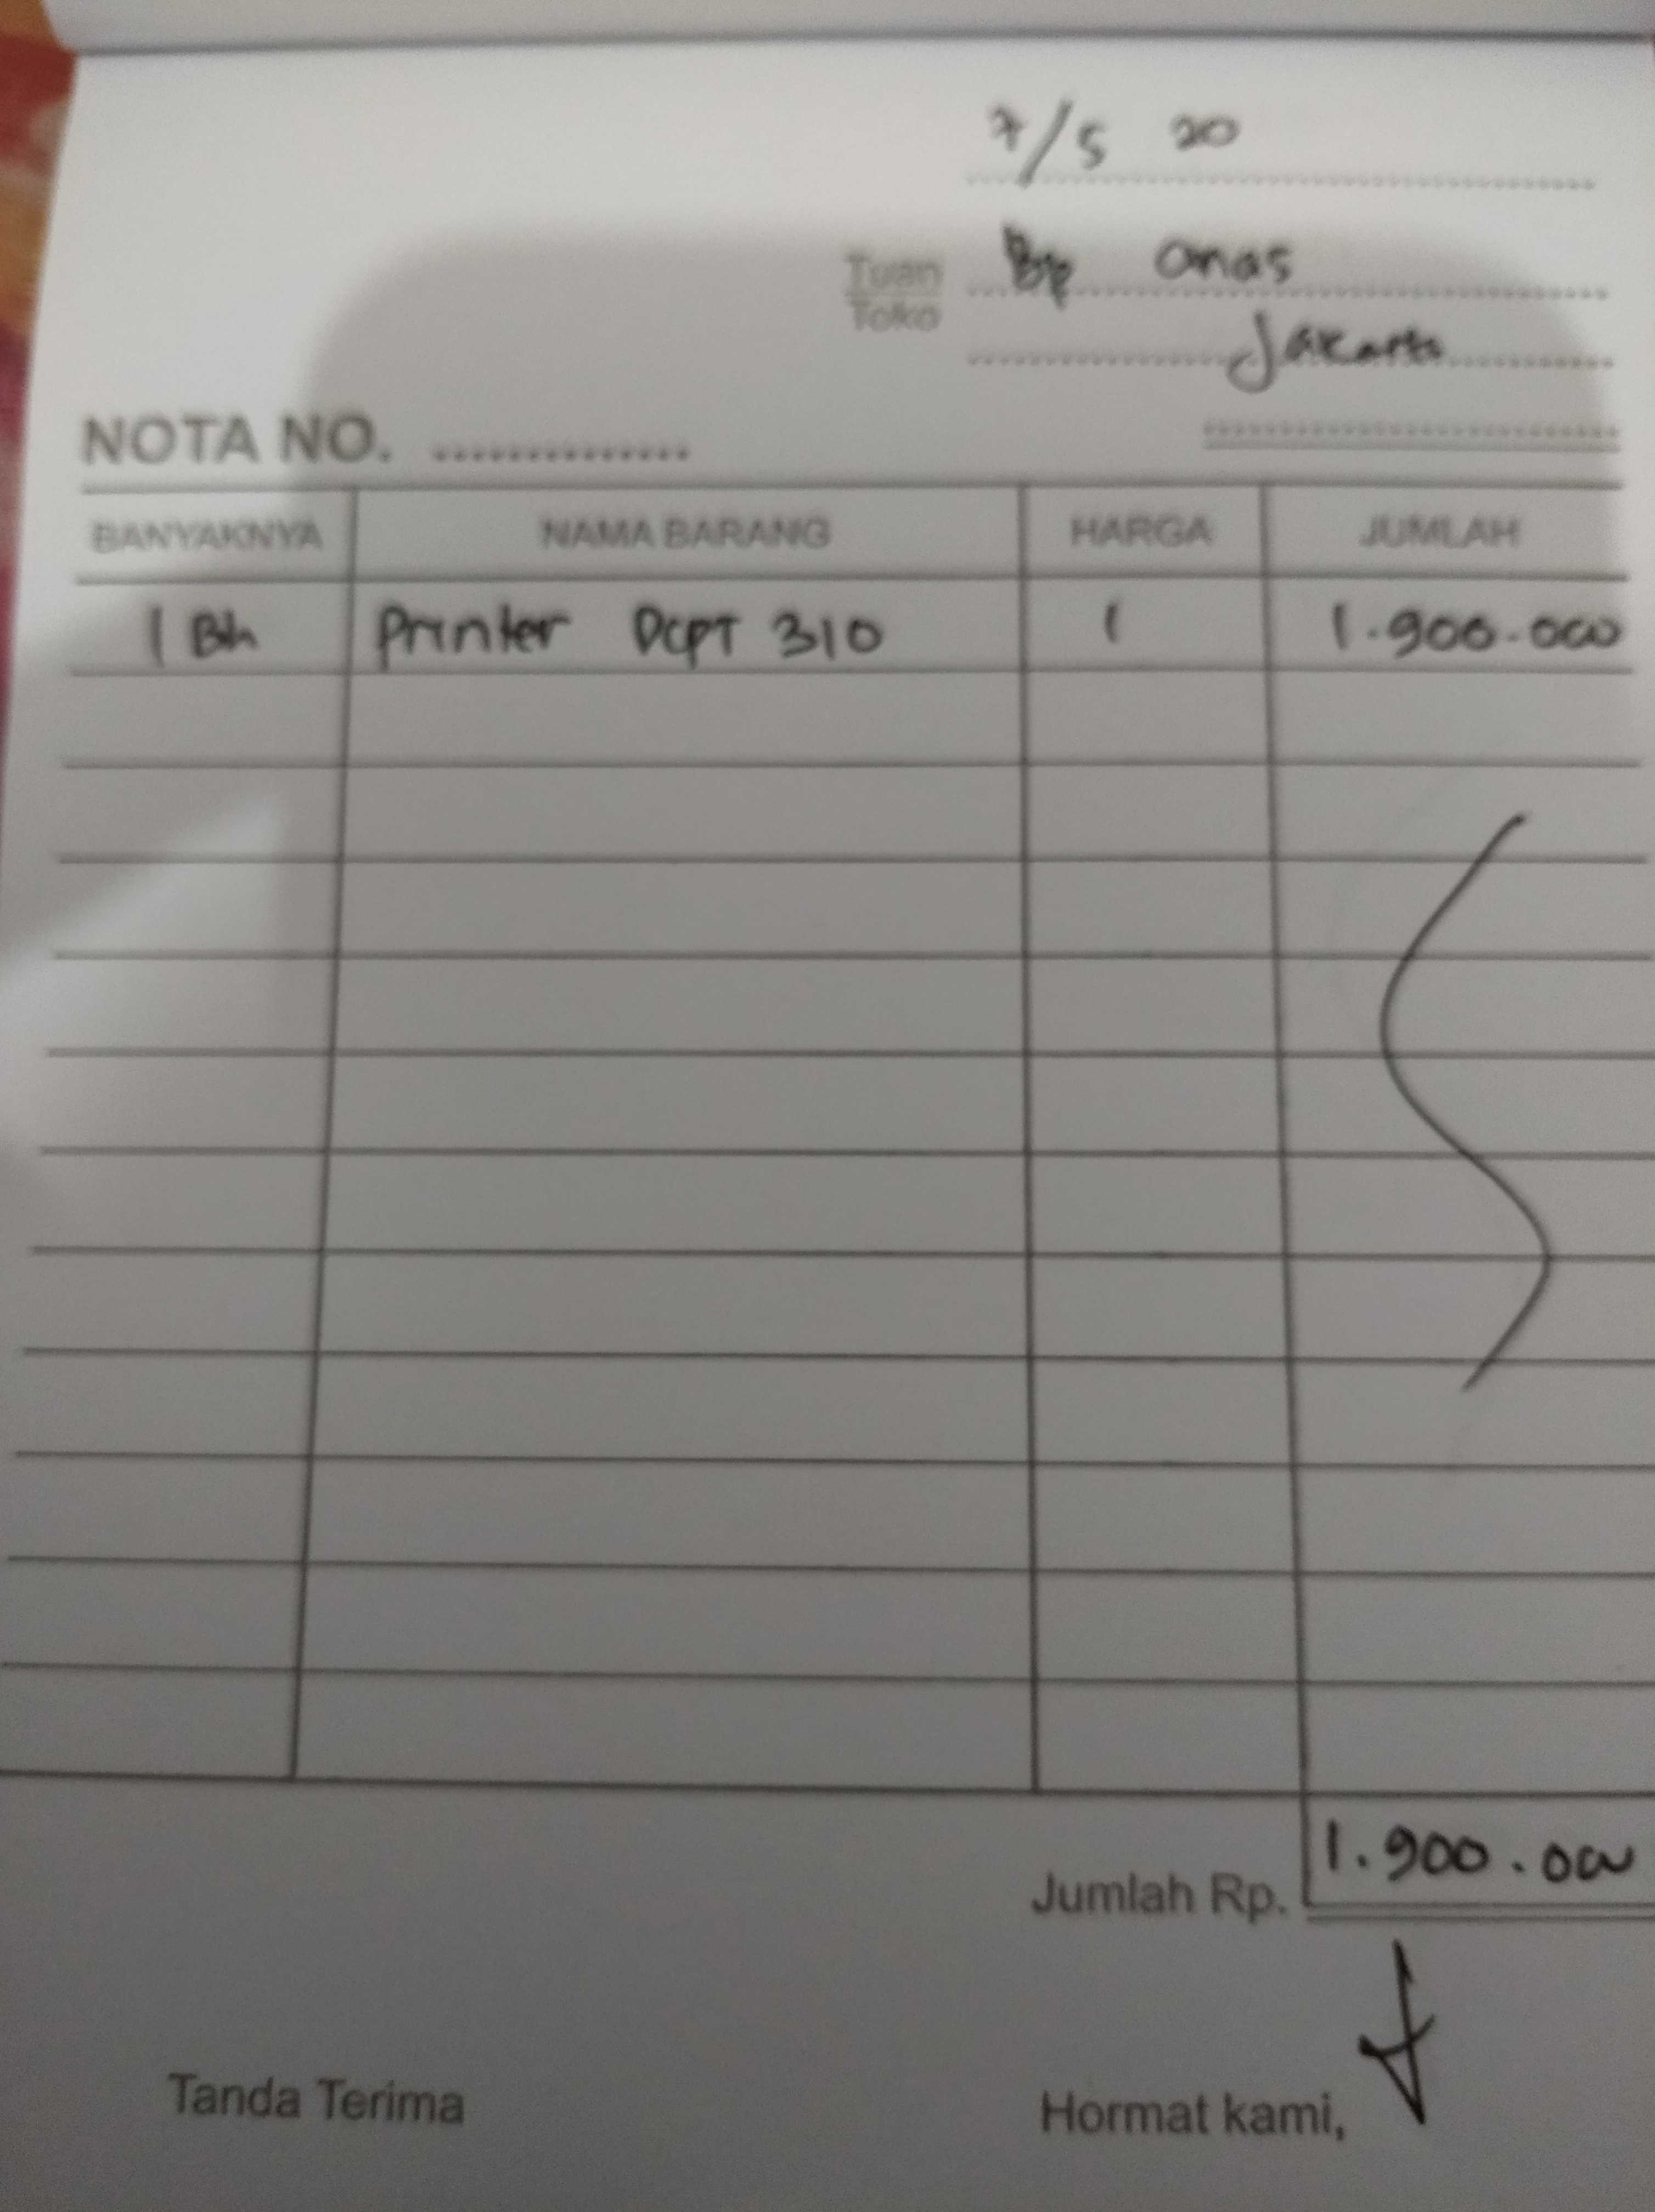 7/5 20
Tuan Bp Anas
Toko
Jakarta
NOTA NO. ..............
BANYAKNYA NAMA BARANG HARGA JUMLAH
1 Bh Printer DCPT 310 1 1.900.000
Jumlah Rp. 1.900.000
Tanda Terima Hormat kami,